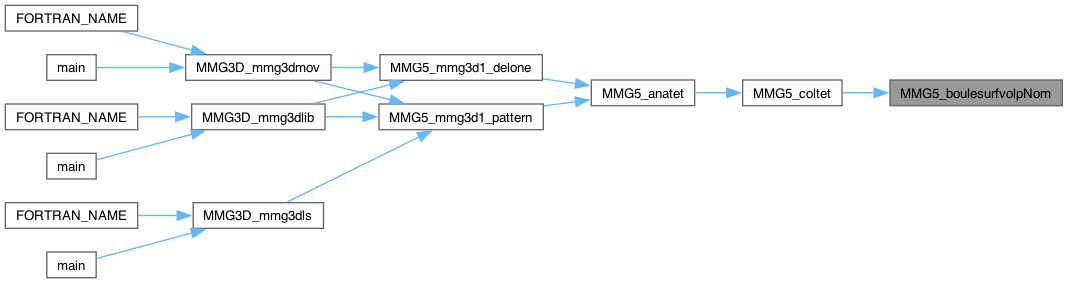 FORTRAN_NAME
main
MMG3D_mmg3dmov
MMG5_mmg3d1_delone
MMG5_anatet
MMG5_coltet
MMG5_boulesurfvolpNom
FORTRAN_NAME
MMG3D_mmg3dlib
MMG5_mmg3d1_pattern
main
FORTRAN_NAME
MMG3D_mmg3dls
main